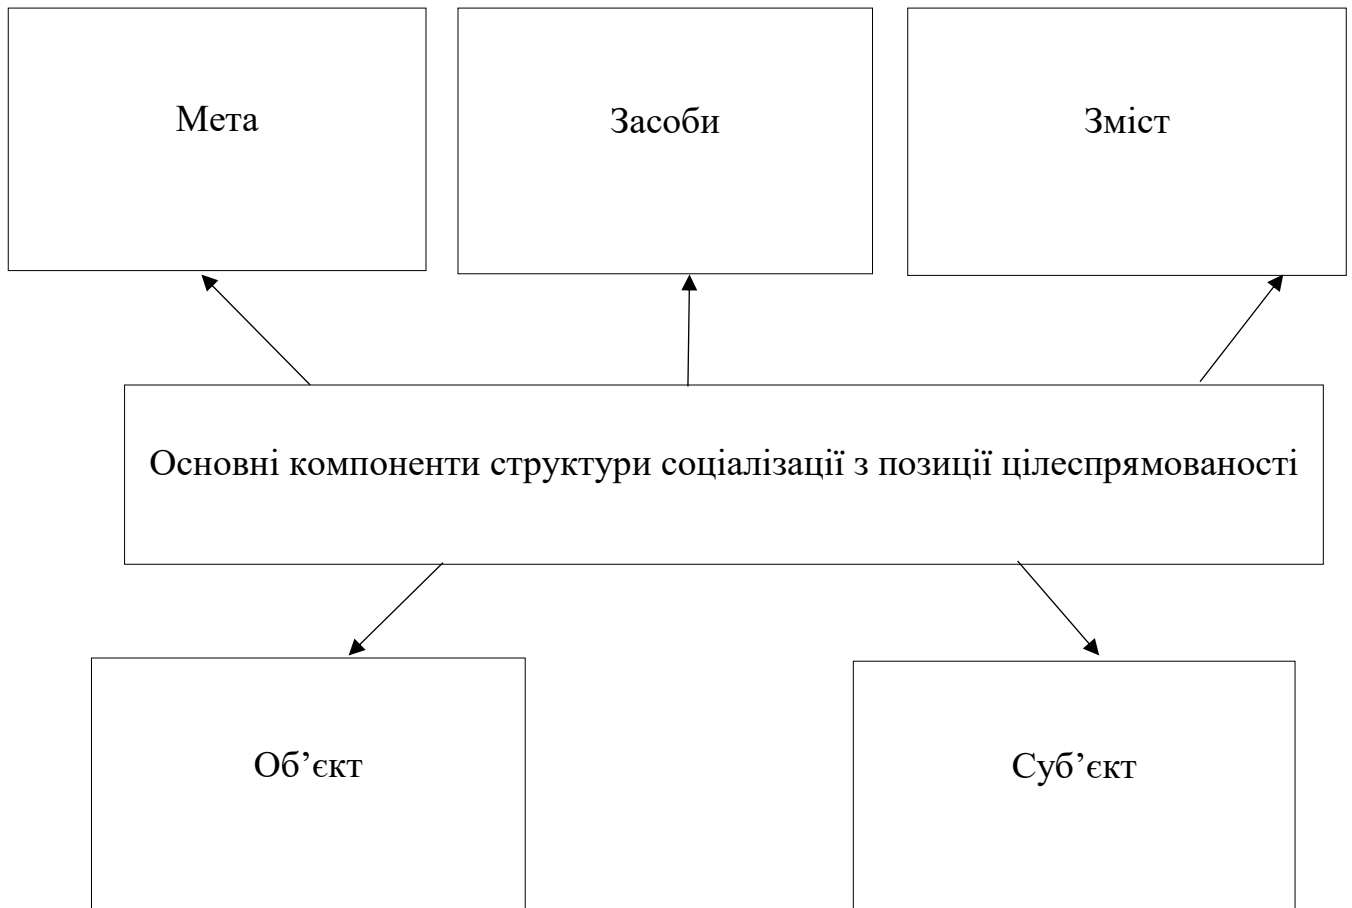 Мета
Засоби
Зміст
Основні компоненти структури соціалізації з позиції цілеспрямованості
Об’єкт
Суб’єкт